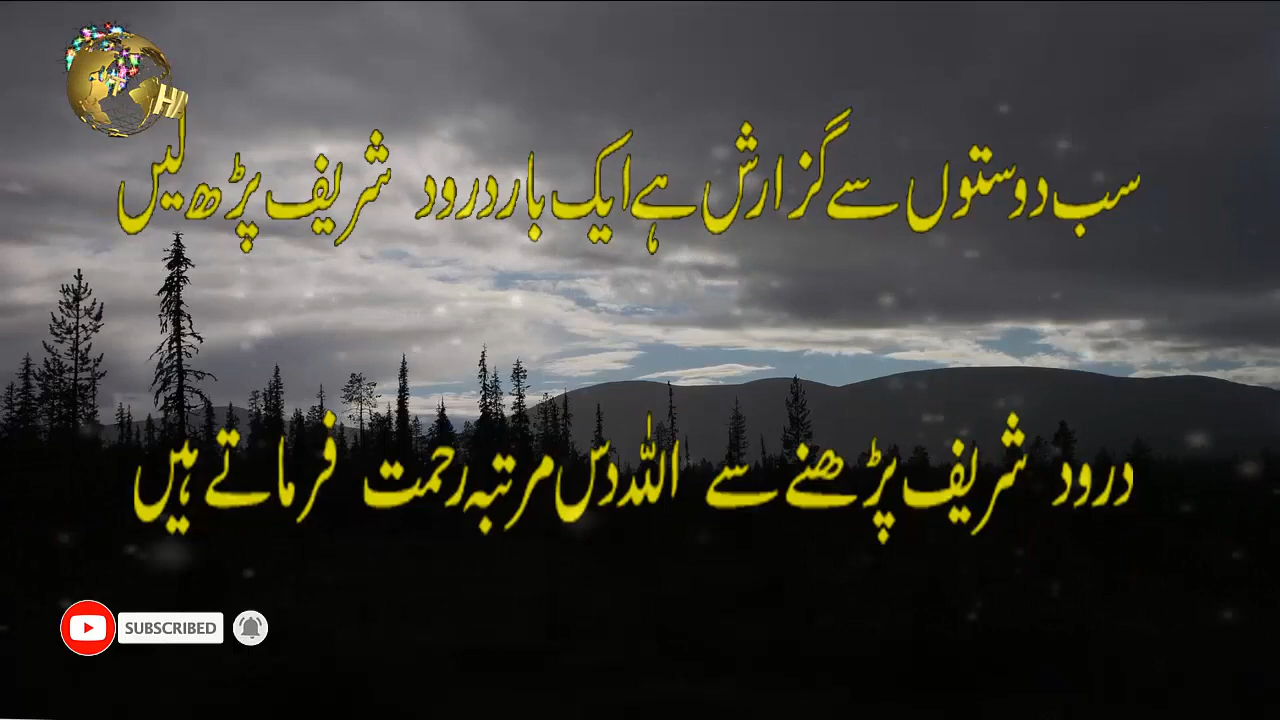 سب دوستوں سے گزارش ہے ایک بار درود شریف پڑھ لیں
درود شریف پڑھنے سے اللہ دس مرتبہ رحمت فرماتے ہیں
SUBSCRIBED